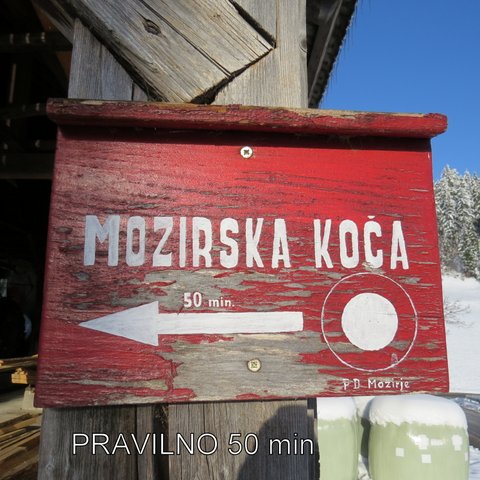 MOZIRSKA KOČA
50 min.
P D Mozirje
PRAVILNO 50 min